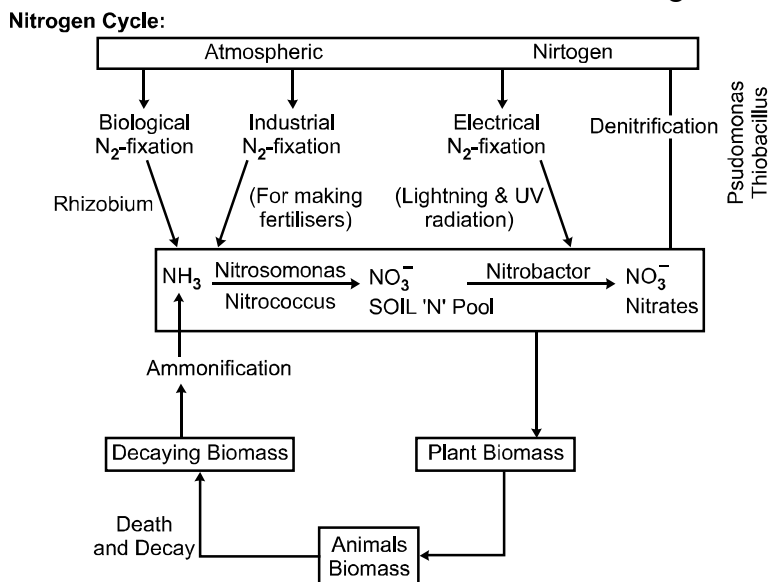 Nitrogen Cycle:
Atmospheric Nirtogen
Biological
N₂-fixation
Industrial
N₂-fixation
Electrical
N₂-fixation
Denitrification
Psudomonas
Thiobacillus
Rhizobium
(For making
fertilisers)
(Lightning & UV
radiation)
NH₃
Nitrosomonas
Nitrococcus
NO₃⁻
SOIL 'N' Pool
Nitrobactor
NO₃⁻
Nitrates
Ammonification
Decaying Biomass
Plant Biomass
Death
and Decay
Animals
Biomass